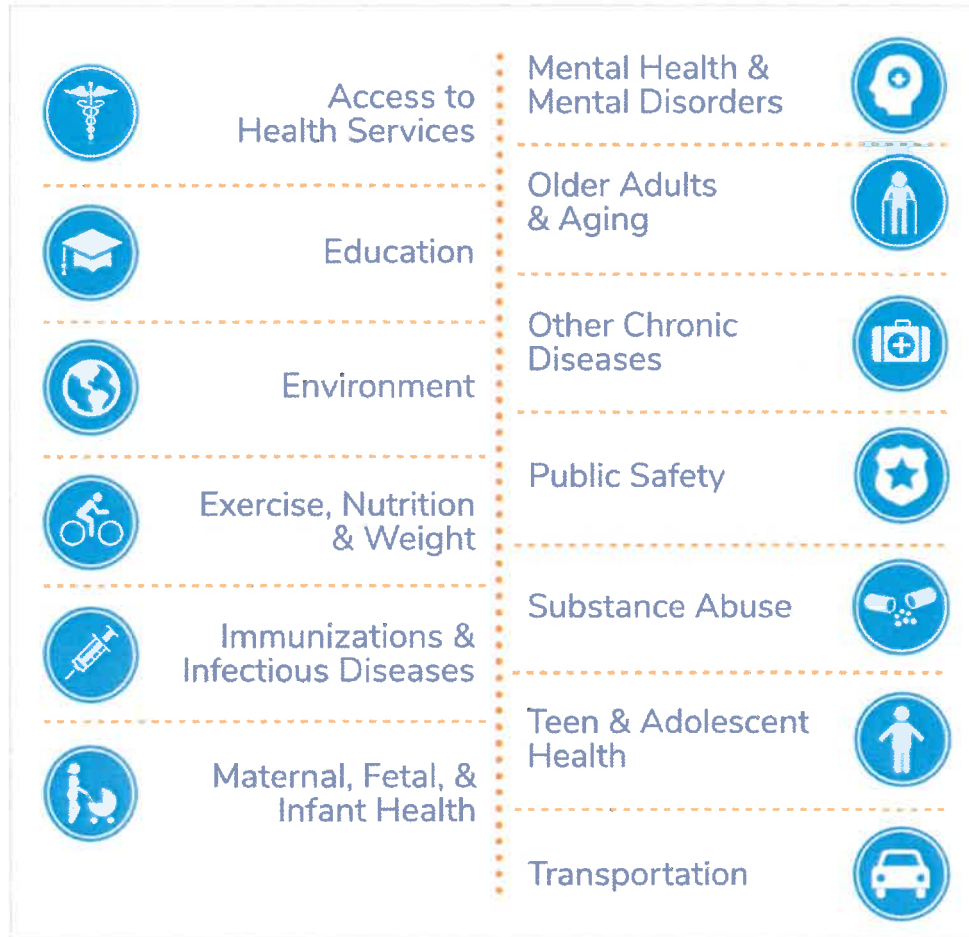 Access to
Health Services
Education
Environment
Exercise, Nutrition
& Weight
Immunizations &
Infectious Diseases
Maternal, Fetal, &
Infant Health
Mental Health &
Mental Disorders
Older Adults
& Aging
Other Chronic
Diseases
Public Safety
Substance Abuse
Teen & Adolescent
Health
Transportation